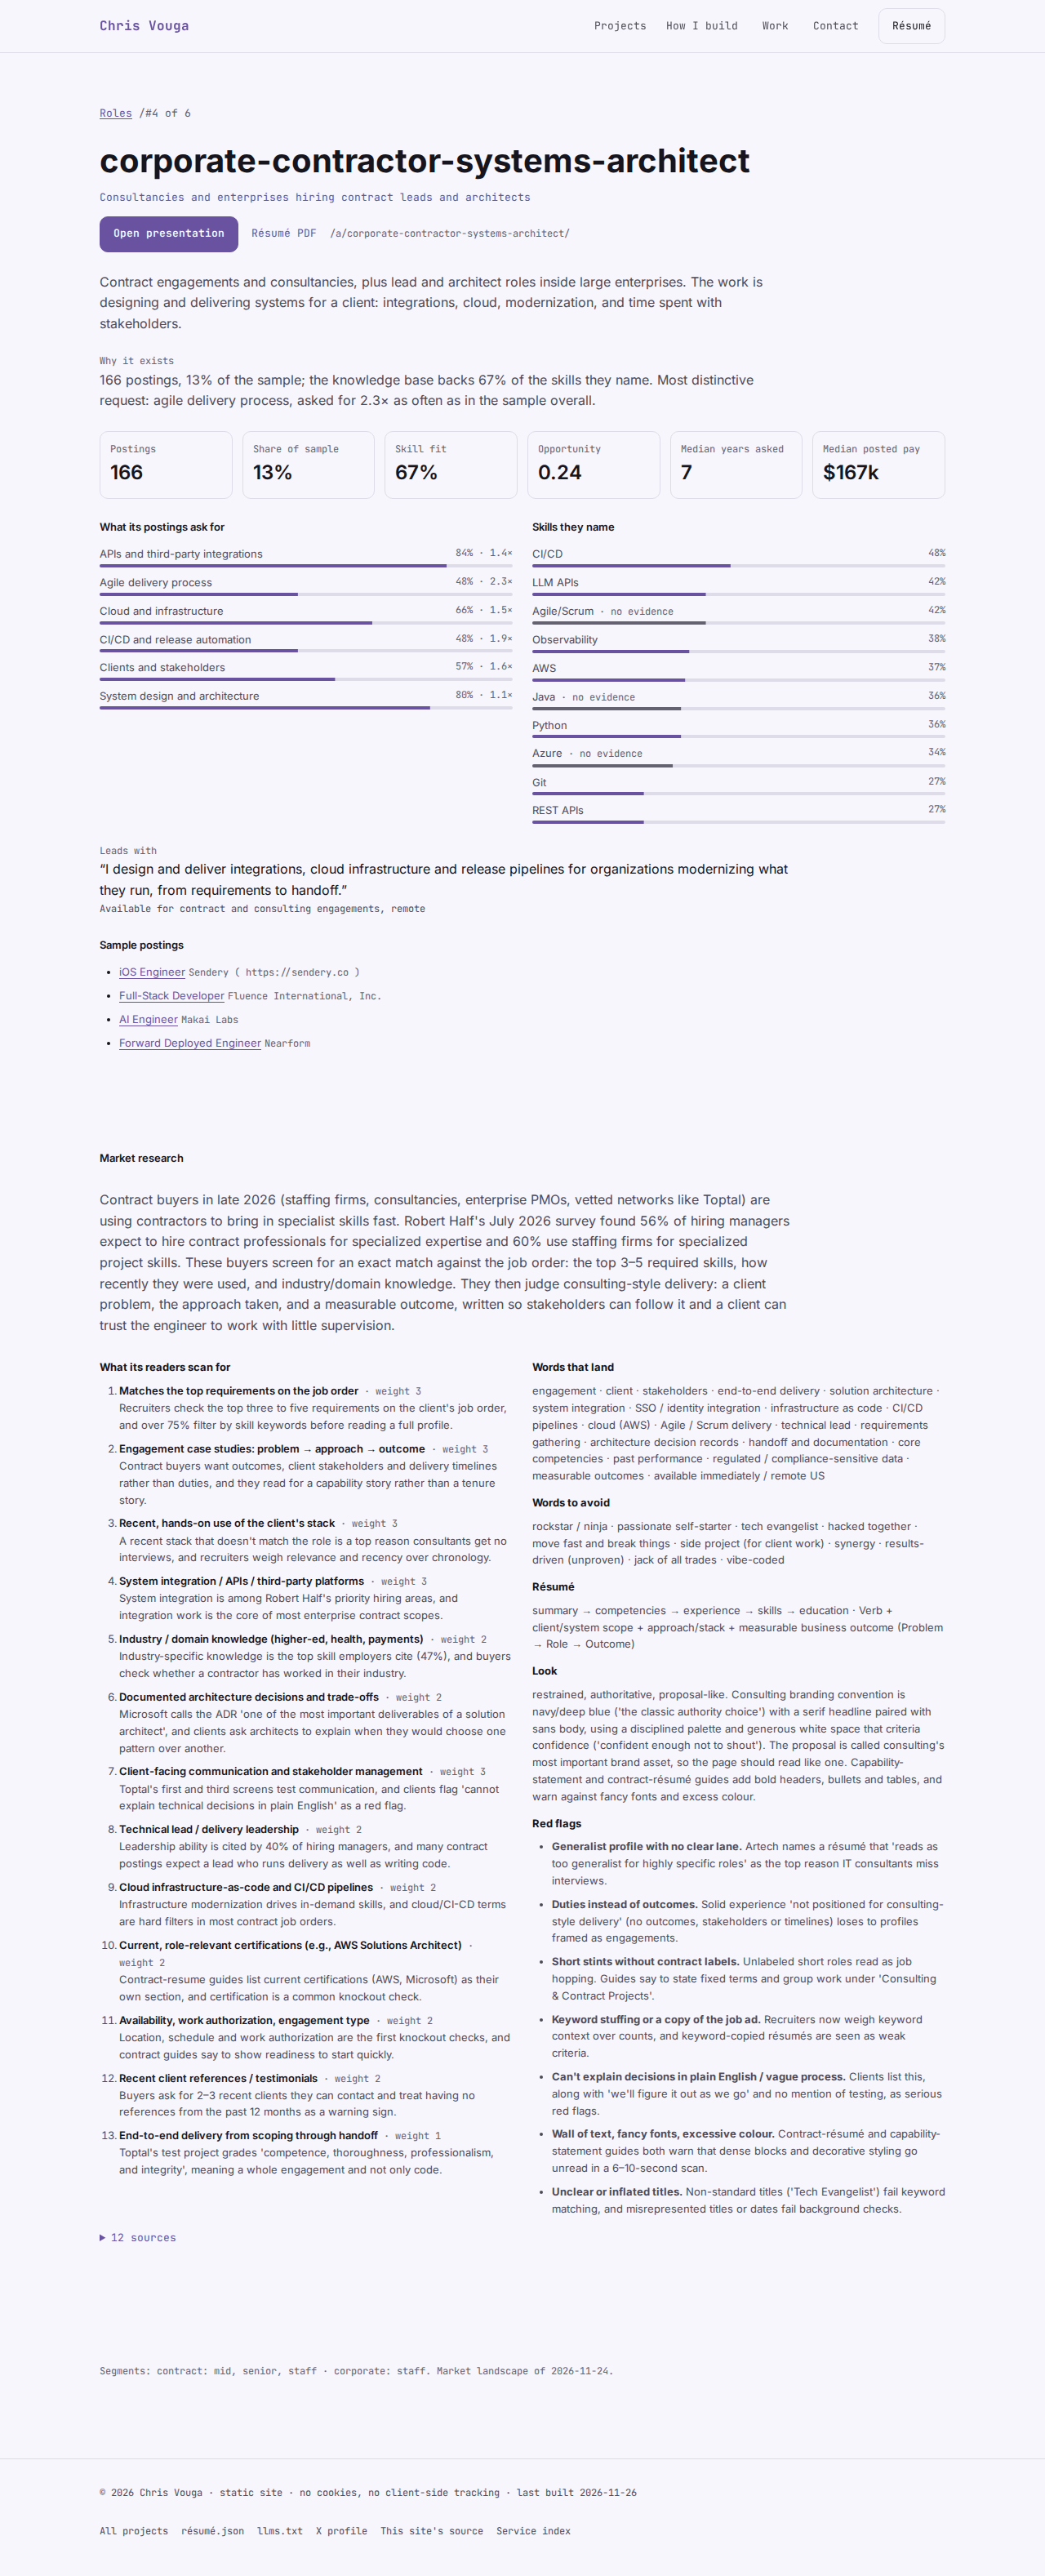 Chris Vouga
Projects How I build Work Contact Résumé
Roles /#4 of 6
corporate-contractor-systems-architect
Consultancies and enterprises hiring contract leads and architects
Open presentation Résumé PDF /a/corporate-contractor-systems-architect/
Contract engagements and consultancies, plus lead and architect roles inside large enterprises. The work is
designing and delivering systems for a client: integrations, cloud, modernization, and time spent with
stakeholders.
Why it exists
166 postings, 13% of the sample; the knowledge base backs 67% of the skills they name. Most distinctive
request: agile delivery process, asked for 2.3× as often as in the sample overall.
Postings
166
Share of sample
13%
Skill fit
67%
Opportunity
0.24
Median years asked
7
Median posted pay
$167k
What its postings ask for
APIs and third-party integrations 84% · 1.4×
Agile delivery process 48% · 2.3×
Cloud and infrastructure 66% · 1.5×
CI/CD and release automation 48% · 1.9×
Clients and stakeholders 57% · 1.6×
System design and architecture 80% · 1.1×
Skills they name
CI/CD 48%
LLM APIs 42%
Agile/Scrum · no evidence 42%
Observability 38%
AWS 37%
Java · no evidence 36%
Python 36%
Azure · no evidence 34%
Git 27%
REST APIs 27%
Leads with
“I design and deliver integrations, cloud infrastructure and release pipelines for organizations modernizing what
they run, from requirements to handoff.”
Available for contract and consulting engagements, remote
Sample postings
• iOS Engineer Sendery ( https://sendery.co )
• Full-Stack Developer Fluence International, Inc.
• AI Engineer Makai Labs
• Forward Deployed Engineer Nearform
Market research
Contract buyers in late 2026 (staffing firms, consultancies, enterprise PMOs, vetted networks like Toptal) are
using contractors to bring in specialist skills fast. Robert Half's July 2026 survey found 56% of hiring managers
expect to hire contract professionals for specialized expertise and 60% use staffing firms for specialized
project skills. These buyers screen for an exact match against the job order: the top 3–5 required skills, how
recently they were used, and industry/domain knowledge. They then judge consulting-style delivery: a client
problem, the approach taken, and a measurable outcome, written so stakeholders can follow it and a client can
trust the engineer to work with little supervision.
What its readers scan for
1. Matches the top requirements on the job order · weight 3
Recruiters check the top three to five requirements on the client's job order,
and over 75% filter by skill keywords before reading a full profile.
2. Engagement case studies: problem → approach → outcome · weight 3
Contract buyers want outcomes, client stakeholders and delivery timelines
rather than duties, and they read for a capability story rather than a tenure
story.
3. Recent, hands-on use of the client's stack · weight 3
A recent stack that doesn't match the role is a top reason consultants get no
interviews, and recruiters weigh relevance and recency over chronology.
4. System integration / APIs / third-party platforms · weight 3
System integration is among Robert Half's priority hiring areas, and
integration work is the core of most enterprise contract scopes.
5. Industry / domain knowledge (higher-ed, health, payments) · weight 2
Industry-specific knowledge is the top skill employers cite (47%), and buyers
check whether a contractor has worked in their industry.
6. Documented architecture decisions and trade-offs · weight 2
Microsoft calls the ADR 'one of the most important deliverables of a solution
architect', and clients ask architects to explain when they would choose one
pattern over another.
7. Client-facing communication and stakeholder management · weight 3
Toptal's first and third screens test communication, and clients flag 'cannot
explain technical decisions in plain English' as a red flag.
8. Technical lead / delivery leadership · weight 2
Leadership ability is cited by 40% of hiring managers, and many contract
postings expect a lead who runs delivery as well as writing code.
9. Cloud infrastructure-as-code and CI/CD pipelines · weight 2
Infrastructure modernization drives in-demand skills, and cloud/CI-CD terms
are hard filters in most contract job orders.
10. Current, role-relevant certifications (e.g., AWS Solutions Architect) ·
weight 2
Contract-resume guides list current certifications (AWS, Microsoft) as their
own section, and certification is a common knockout check.
11. Availability, work authorization, engagement type · weight 2
Location, schedule and work authorization are the first knockout checks, and
contract guides say to show readiness to start quickly.
12. Recent client references / testimonials · weight 2
Buyers ask for 2–3 recent clients they can contact and treat having no
references from the past 12 months as a warning sign.
13. End-to-end delivery from scoping through handoff · weight 1
Toptal's test project grades 'competence, thoroughness, professionalism,
and integrity', meaning a whole engagement and not only code.
Words that land
engagement · client · stakeholders · end-to-end delivery · solution architecture ·
system integration · SSO / identity integration · infrastructure as code · CI/CD
pipelines · cloud (AWS) · Agile / Scrum delivery · technical lead · requirements
gathering · architecture decision records · handoff and documentation · core
competencies · past performance · regulated / compliance-sensitive data ·
measurable outcomes · available immediately / remote US
Words to avoid
rockstar / ninja · passionate self-starter · tech evangelist · hacked together ·
move fast and break things · side project (for client work) · synergy · results-
driven (unproven) · jack of all trades · vibe-coded
Résumé
summary → competencies → experience → skills → education · Verb +
client/system scope + approach/stack + measurable business outcome (Problem
→ Role → Outcome)
Look
restrained, authoritative, proposal-like. Consulting branding convention is
navy/deep blue ('the classic authority choice') with a serif headline paired with
sans body, using a disciplined palette and generous white space that criteria
confidence ('confident enough not to shout'). The proposal is called consulting's
most important brand asset, so the page should read like one. Capability-
statement and contract-résumé guides add bold headers, bullets and tables, and
warn against fancy fonts and excess colour.
Red flags
• Generalist profile with no clear lane. Artech names a résumé that 'reads as
too generalist for highly specific roles' as the top reason IT consultants miss
interviews.
• Duties instead of outcomes. Solid experience 'not positioned for consulting-
style delivery' (no outcomes, stakeholders or timelines) loses to profiles
framed as engagements.
• Short stints without contract labels. Unlabeled short roles read as job
hopping. Guides say to state fixed terms and group work under 'Consulting
& Contract Projects'.
• Keyword stuffing or a copy of the job ad. Recruiters now weigh keyword
context over counts, and keyword-copied résumés are seen as weak
criteria.
• Can't explain decisions in plain English / vague process. Clients list this,
along with 'we'll figure it out as we go' and no mention of testing, as serious
red flags.
• Wall of text, fancy fonts, excessive colour. Contract-résumé and capability-
statement guides both warn that dense blocks and decorative styling go
unread in a 6–10-second scan.
• Unclear or inflated titles. Non-standard titles ('Tech Evangelist') fail keyword
matching, and misrepresented titles or dates fail background checks.
▶ 12 sources
Segments: contract: mid, senior, staff · corporate: staff. Market landscape of 2026-11-24.
© 2026 Chris Vouga · static site · no cookies, no client-side tracking · last built 2026-11-26
All projects résumé.json llms.txt X profile This site's source Service index